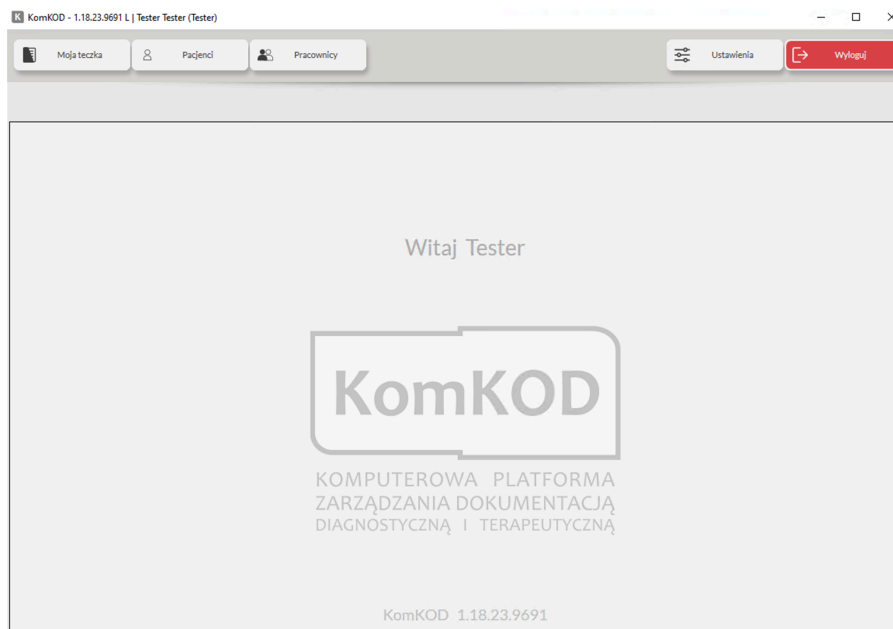 K KomKOD - 1.18.23.9691 L | Tester Tester (Tester)
Moja teczka Pacjenci Pracownicy Ustawienia Wyloguj
Witaj Tester
KomKOD
KOMPUTEROWA PLATFORMA
ZARZĄDZANIA DOKUMENTACJĄ
DIAGNOSTYCZNĄ I TERAPEUTYCZNĄ
KomKOD 1.18.23.9691